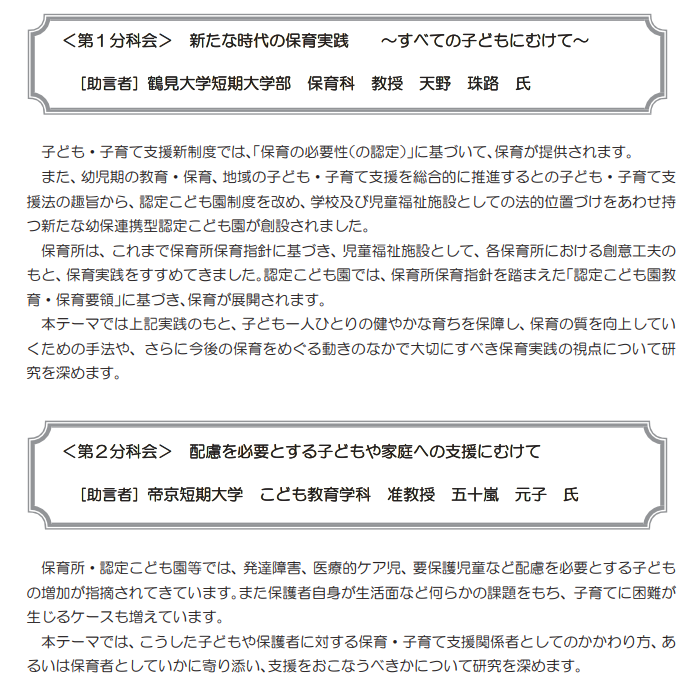 ＜第１分科会＞　新たな時代の保育実践　　～すべての子どもにむけて～
［助言者］鶴見大学短期大学部　保育科　教授　天野　珠路　氏
子ども・子育て支援新制度では、「保育の必要性（の認定）」に基づいて、保育が提供されます。
また、幼児期の教育・保育、地域の子ども・子育て支援を総合的に推進するとの子ども・子育て支
援法の趣旨から、認定こども園制度を改め、学校及び児童福祉施設としての法的位置づけをあわせ持
つ新たな幼保連携型認定こども園が創設されました。
保育所は、これまで保育所保育指針に基づき、児童福祉施設として、各保育所における創意工夫の
もと、保育実践をすすめてきました。認定こども園では、保育所保育指針を踏まえた「認定こども園教
育・保育要領」に基づき、保育が展開されます。
本テーマでは上記実践のもと、子ども一人ひとりの健やかな育ちを保障し、保育の質を向上してい
くための手法や、さらに今後の保育をめぐる動きのなかで大切にすべき保育実践の視点について研
究を深めます。
＜第２分科会＞　配慮を必要とする子どもや家庭への支援にむけて
［助言者］帝京短期大学　こども教育学科　准教授　五十嵐　元子　氏
保育所・認定こども園等では、発達障害、医療的ケア児、要保護児童など配慮を必要とする子ども
の増加が指摘されてきています。また保護者自身が生活面など何らかの課題をもち、子育てに困難が
生じるケースも増えています。
本テーマでは、こうした子どもや保護者に対する保育・子育て支援関係者としてのかかわり方、あ
るいは保育者としていかに寄り添い、支援をおこなうべきかについて研究を深めます。